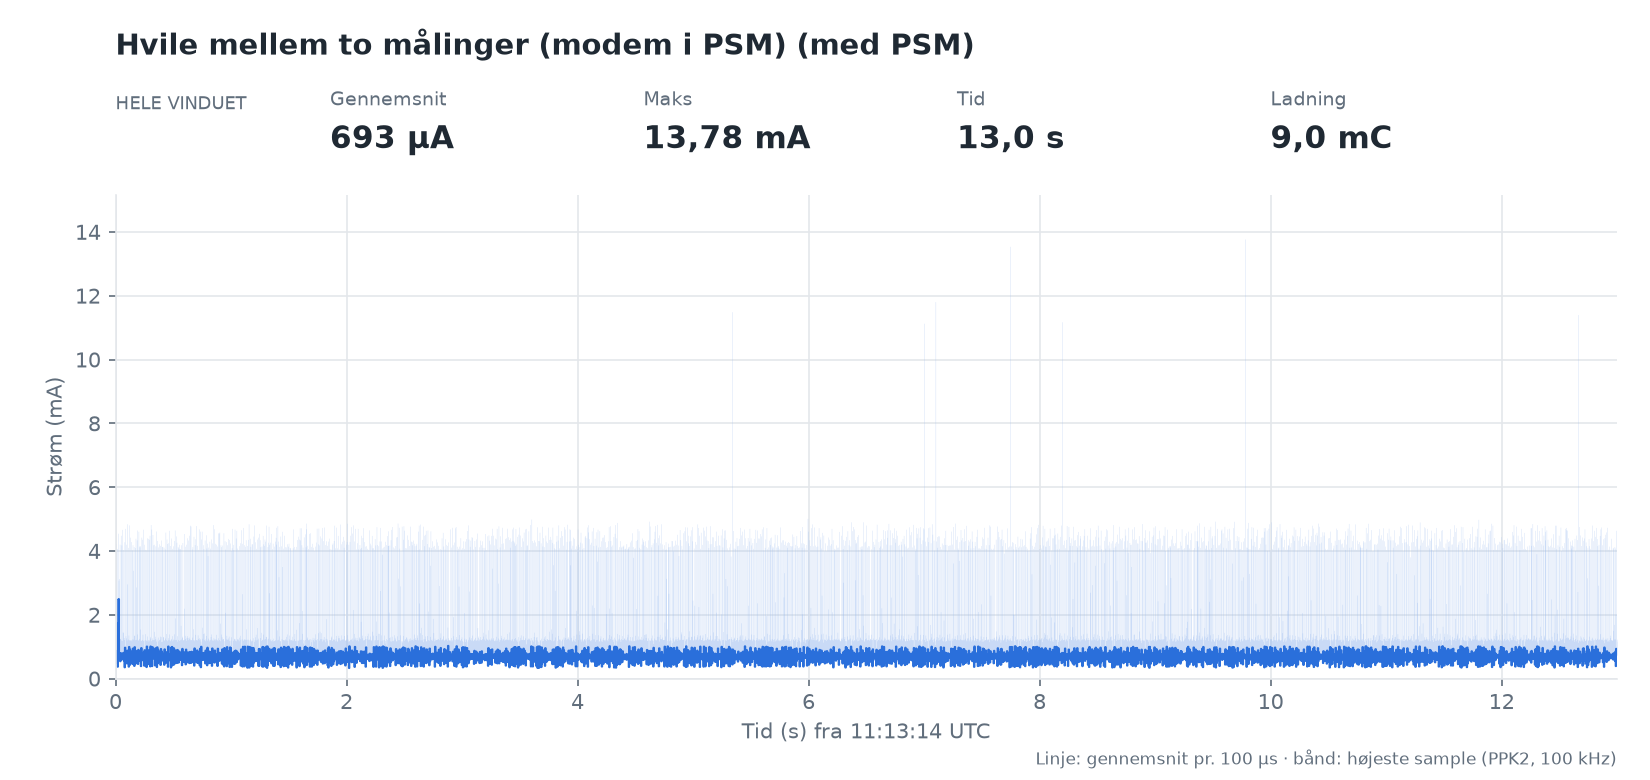 Hvile mellem to målinger (modem i PSM) (med PSM)
HELE VINDUET
Gennemsnit
693 µA
Maks
13,78 mA
Tid
13,0 s
Ladning
9,0 mC
Strøm (mA)
14
12
10
8
6
4
2
0
0 2 4 6 8 10 12
Tid (s) fra 11:13:14 UTC
Linje: gennemsnit pr. 100 µs · bånd: højeste sample (PPK2, 100 kHz)